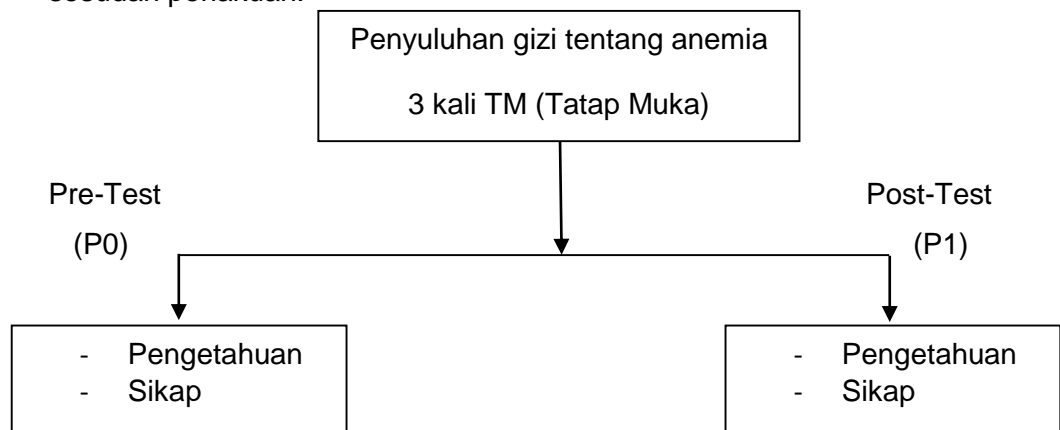 Penyuluhan gizi tentang anemia
3 kali TM (Tatap Muka)
Pre-Test
(P0)
Post-Test
(P1)
- Pengetahuan
- Sikap
- Pengetahuan
- Sikap